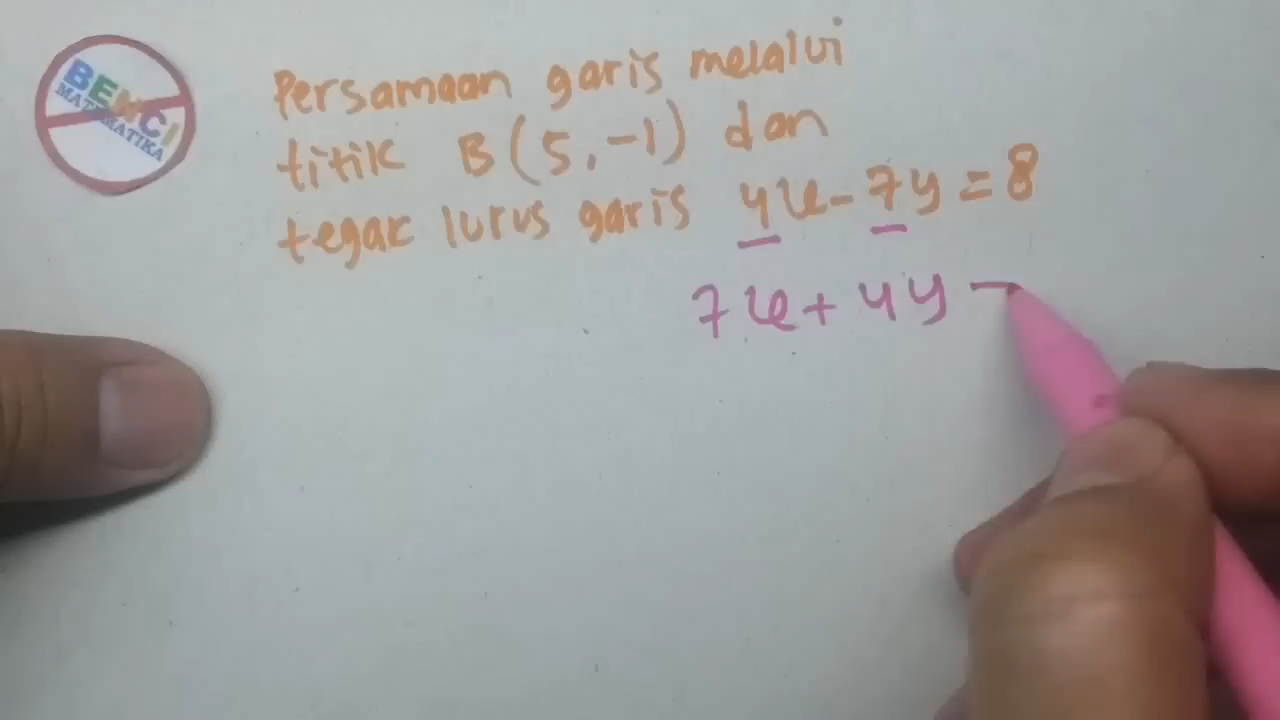 BENCI
MATEMATIKA
Persamaan garis melalui
titik B(5,-1) dan
tegak lurus garis 4x-7y=8
7x+4y